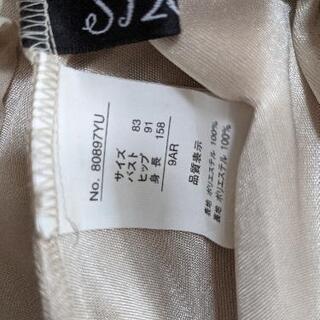 No. 80897YU
サイズ
バスト 83
ヒップ 91
身長 158
9AR
品質表示
表地 ポリエステル 100%
裏地 ポリエステル 100%